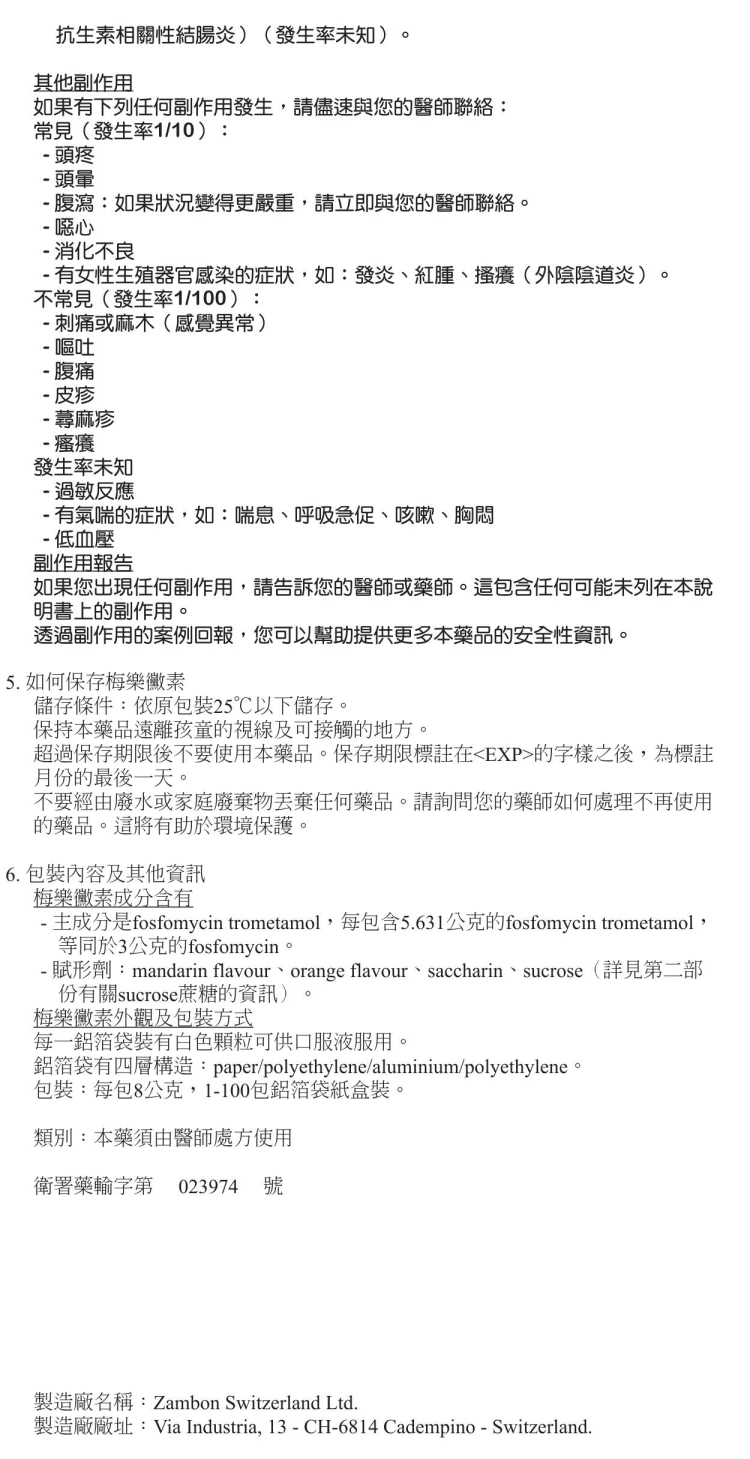 抗生素相關性結腸炎）（發生率未知）。
其他副作用
如果有下列任何副作用發生，請儘速與您的醫師聯絡：
常見（發生率1/10）：
- 頭疼
- 頭暈
- 腹瀉：如果狀況變得更嚴重，請立即與您的醫師聯絡。
- 噁心
- 消化不良
- 有女性生殖器官感染的症狀，如：發炎、紅腫、搔癢（外陰陰道炎）。
不常見（發生率1/100）：
- 刺痛或麻木（感覺異常）
- 嘔吐
- 腹痛
- 皮疹
- 蕁麻疹
- 瘙癢
發生率未知
- 過敏反應
- 有氣喘的症狀，如：喘息、呼吸急促、咳嗽、胸悶
- 低血壓
副作用報告
如果您出現任何副作用，請告訴您的醫師或藥師。這包含任何可能未列在本說
明書上的副作用。
透過副作用的案例回報，您可以幫助提供更多本藥品的安全性資訊。
5. 如何保存梅樂黴素
儲存條件：依原包裝25℃以下儲存。
保持本藥品遠離孩童的視線及可接觸的地方。
超過保存期限後不要使用本藥品。保存期限標註在<EXP>的字樣之後，為標註
月份的最後一天。
不要經由廢水或家庭廢棄物丟棄任何藥品。請詢問您的藥師如何處理不再使用
的藥品。這將有助於環境保護。
6. 包裝內容及其他資訊
梅樂黴素成分含有
- 主成分是fosfomycin trometamol，每包含5.631公克的fosfomycin trometamol，
等同於3公克的fosfomycin。
- 賦形劑：mandarin flavour、orange flavour、saccharin、sucrose（詳見第二部
份有關sucrose蔗糖的資訊）。
梅樂黴素外觀及包裝方式
每一鋁箔袋裝有白色顆粒可供口服液服用。
鋁箔袋有四層構造：paper/polyethylene/aluminium/polyethylene。
包裝：每包8公克，1-100包鋁箔袋紙盒裝。
類別：本藥須由醫師處方使用
衛署藥輸字第 023974 號
製造廠名稱：Zambon Switzerland Ltd.
製造廠廠址：Via Industria, 13 - CH-6814 Cadempino - Switzerland.